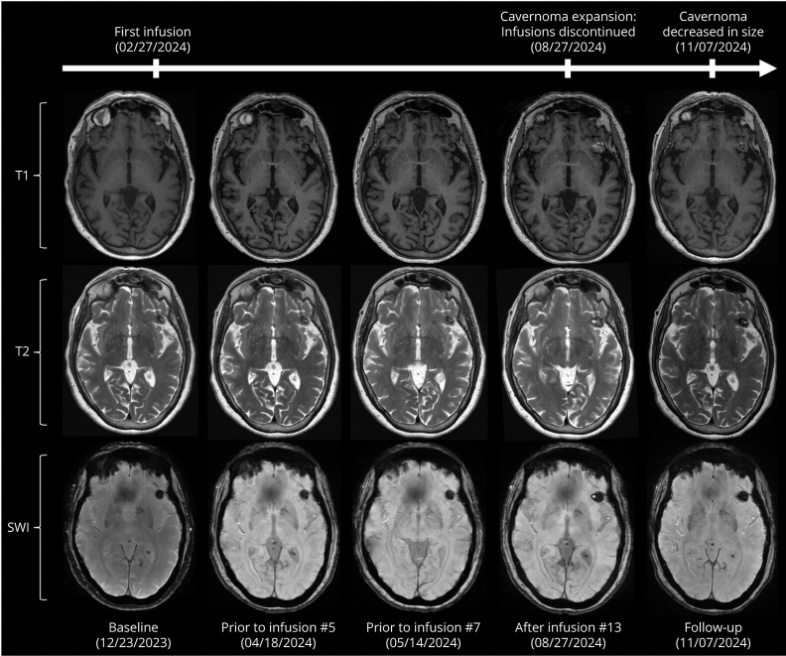 First infusion
(02/27/2024)
Cavernoma expansion:
Infusions discontinued
(08/27/2024)
Cavernoma
decreased in size
(11/07/2024)
T1
T2
SWI
Baseline
(12/23/2023)
Prior to infusion #5
(04/18/2024)
Prior to infusion #7
(05/14/2024)
After infusion #13
(08/27/2024)
Follow-up
(11/07/2024)